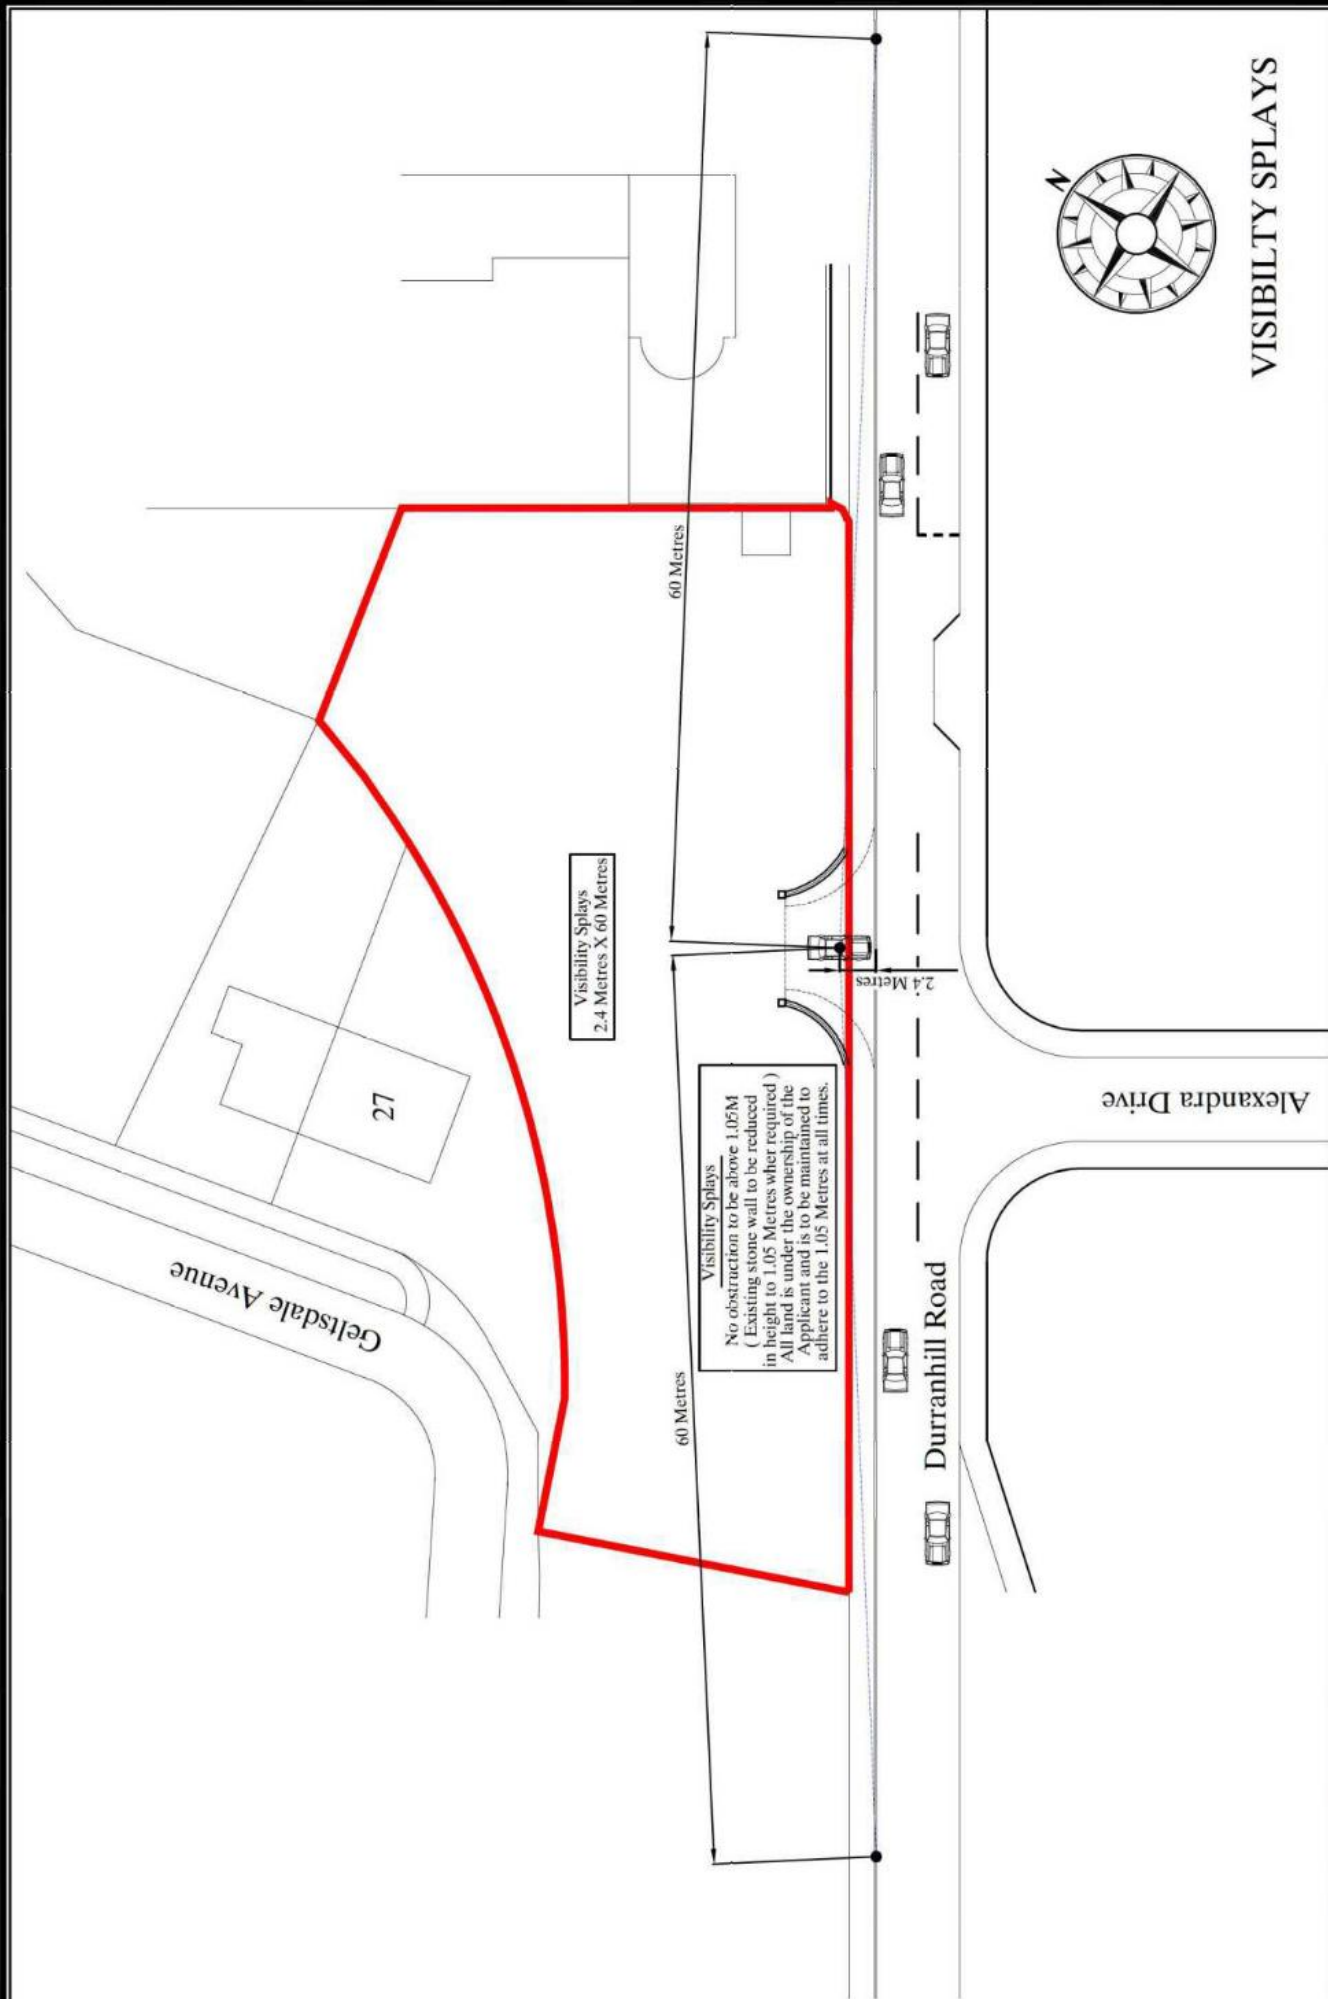 VISIBILTY SPLAYS
N
60 Metres
Visibility Splays
2.4 Metres X 60 Metres
2.4 Metres
27
Geltsdale Avenue
Visibility Splays
No obstruction to be above 1.05M
( Existing stone wall to be reduced
in height to 1.05 Metres wher required )
All land is under the ownership of the
Applicant and is to be maintained to
adhere to the 1.05 Metres at all times.
60 Metres
Durranhill Road
Alexandra Drive